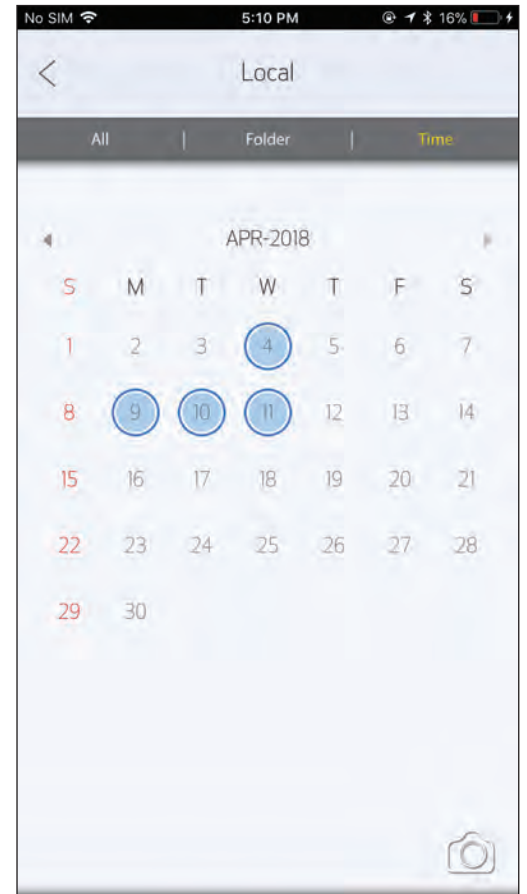 No SIM 5:10 PM 16%
Local
All | Folder | Time
APR-2018
S M T W T F S
1 2 3 4 5 6 7
8 9 10 11 12 13 14
15 16 17 18 19 20 21
22 23 24 25 26 27 28
29 30